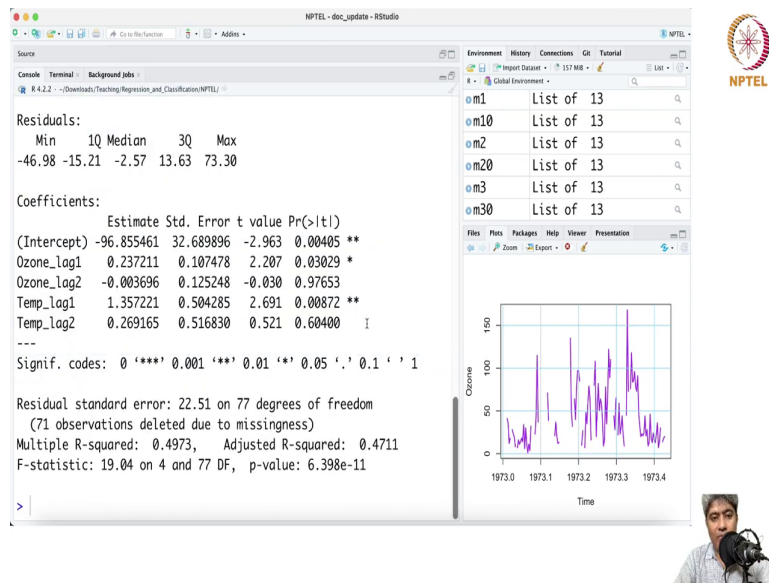 NPTEL - doc_update - RStudio
Go to file/function
Addins
NPTEL
Source
Console Terminal × Background Jobs ×
R 4.2.2 · ~/Downloads/Teaching/Regression_and_Classification/NPTEL/
Residuals:
Min 1Q Median 3Q Max
-46.98 -15.21 -2.57 13.63 73.30
Coefficients:
Estimate Std. Error t value Pr(>|t|)
(Intercept) -96.855461 32.689896 -2.963 0.00405 **
Ozone_lag1 0.237211 0.107478 2.207 0.03029 *
Ozone_lag2 -0.003696 0.125248 -0.030 0.97653
Temp_lag1 1.357221 0.504285 2.691 0.00872 **
Temp_lag2 0.269165 0.516830 0.521 0.60400
---
Signif. codes: 0 ‘***’ 0.001 ‘**’ 0.01 ‘*’ 0.05 ‘.’ 0.1 ‘ ’ 1
Residual standard error: 22.51 on 77 degrees of freedom
(71 observations deleted due to missingness)
Multiple R-squared: 0.4973, Adjusted R-squared: 0.4711
F-statistic: 19.04 on 4 and 77 DF, p-value: 6.398e-11
>
Environment History Connections Git Tutorial
Import Dataset 157 MiB List
R Global Environment
m1 List of 13
m10 List of 13
m2 List of 13
m20 List of 13
m3 List of 13
m30 List of 13
Files Plots Packages Help Viewer Presentation
Zoom Export
Ozone
150
100
50
0
1973.0 1973.1 1973.2 1973.3 1973.4
Time
NPTEL